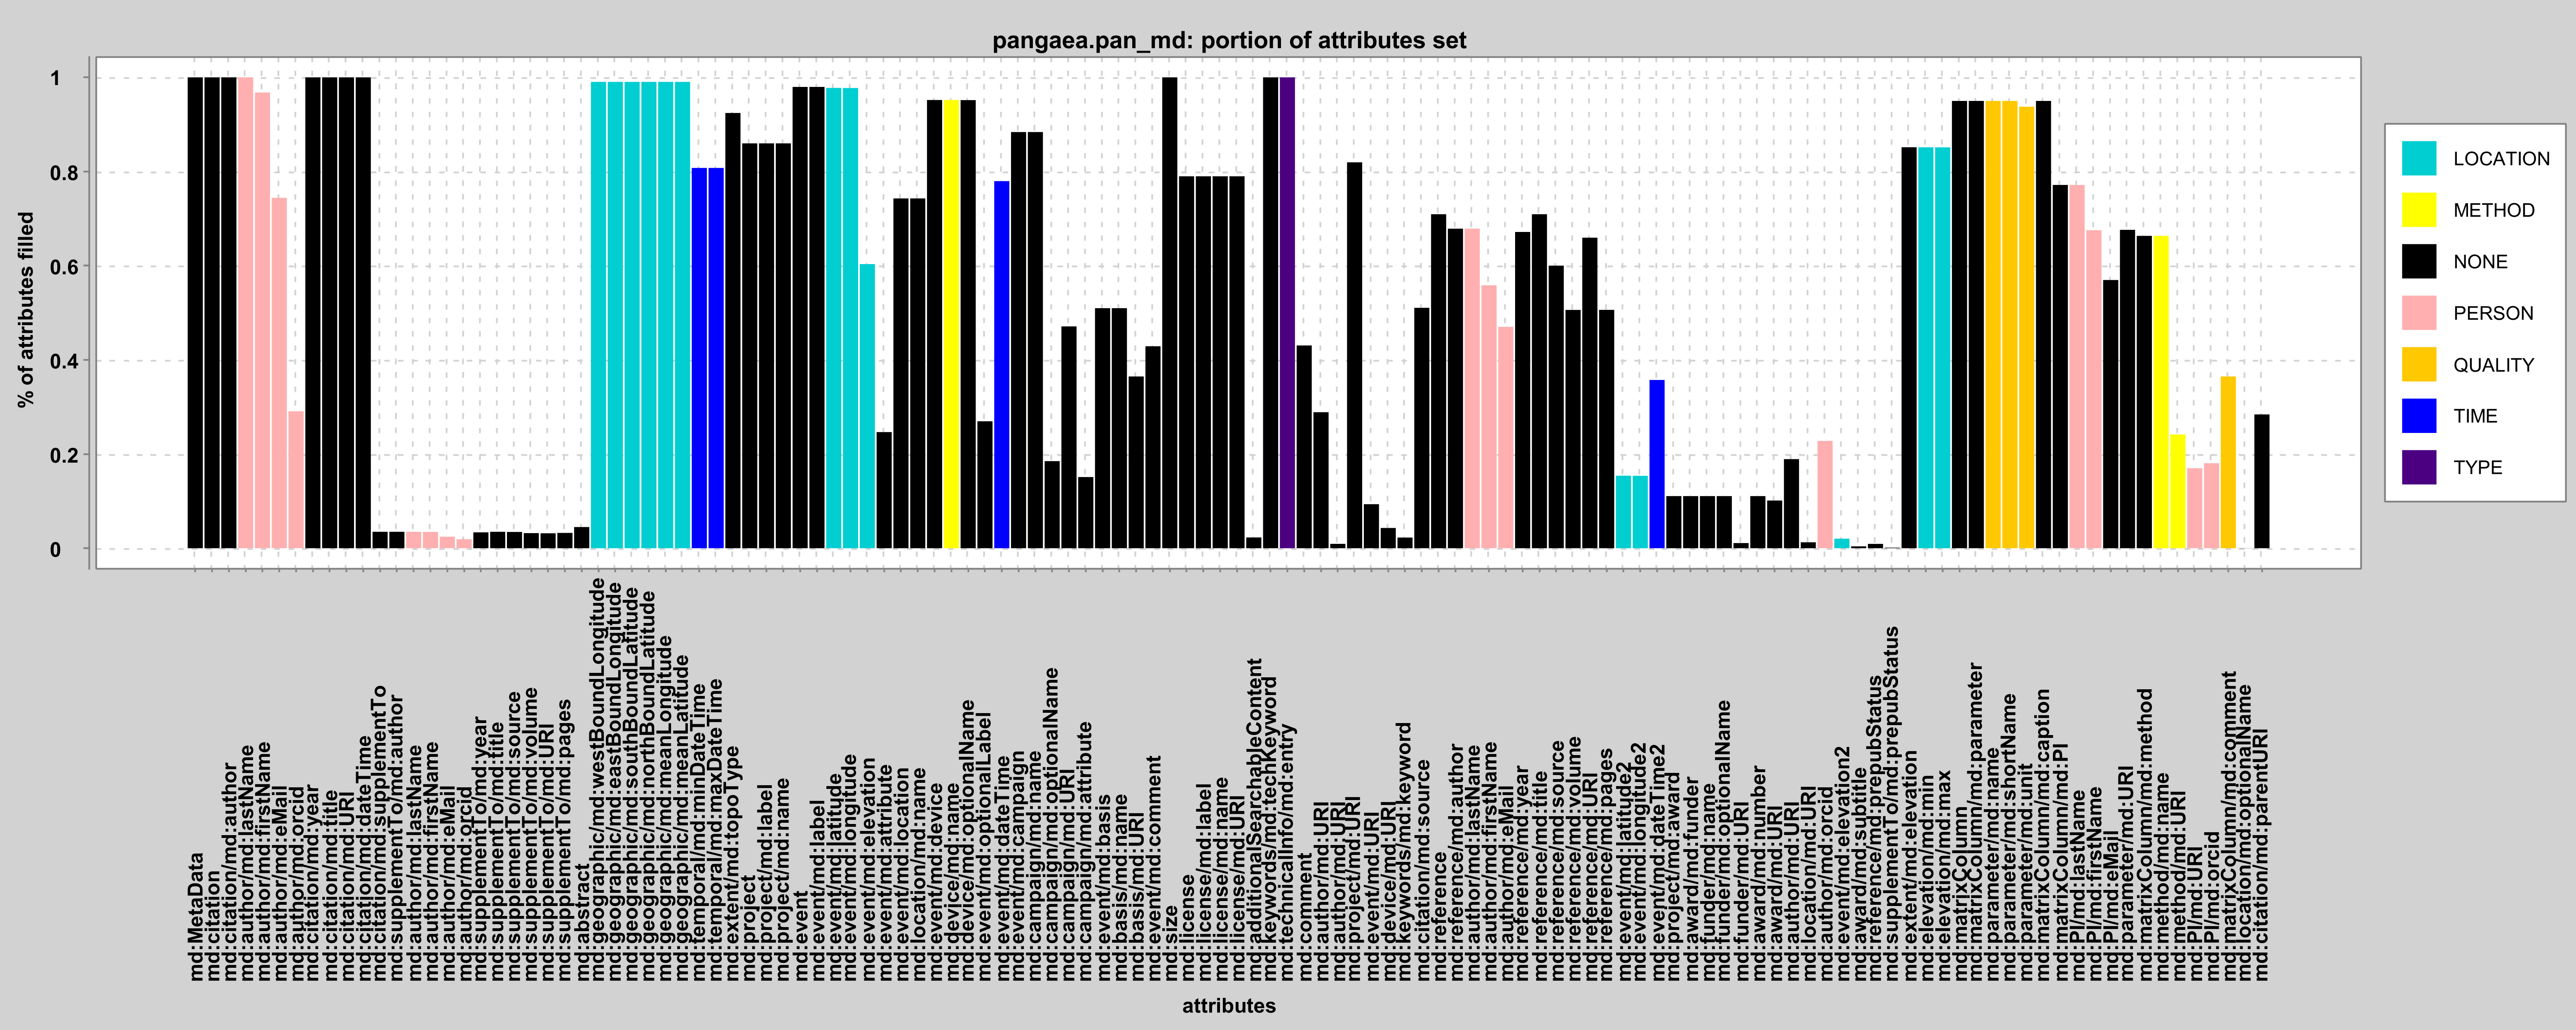 pangaea.pan_md: portion of attributes set
% of attributes filled
1
0.8
0.6
0.4
0.2
0
md:MetaData
md:citation
md:citation/md:author
md:author/md:lastName
md:author/md:firstName
md:author/md:eMail
md:author/md:orcid
md:citation/md:year
md:citation/md:title
md:citation/md:URI
md:citation/md:dateTime
md:citation/md:supplementTo
md:supplementTo/md:author
md:author/md:lastName
md:author/md:firstName
md:author/md:eMail
md:author/md:orcid
md:supplementTo/md:year
md:supplementTo/md:title
md:supplementTo/md:source
md:supplementTo/md:volume
md:supplementTo/md:URI
md:supplementTo/md:pages
md:abstract
md:geographic/md:westBoundLongitude
md:geographic/md:eastBoundLongitude
md:geographic/md:southBoundLatitude
md:geographic/md:northBoundLatitude
md:geographic/md:meanLongitude
md:geographic/md:meanLatitude
md:temporal/md:minDateTime
md:temporal/md:maxDateTime
md:extent/md:topoType
md:project
md:project/md:label
md:project/md:name
md:event
md:event/md:label
md:event/md:latitude
md:event/md:longitude
md:event/md:elevation
md:event/md:attribute
md:event/md:location
md:location/md:name
md:event/md:device
md:device/md:name
md:device/md:optionalName
md:event/md:optionalLabel
md:event/md:dateTime
md:event/md:campaign
md:campaign/md:name
md:campaign/md:optionalName
md:campaign/md:URI
md:campaign/md:attribute
md:event/md:basis
md:basis/md:name
md:basis/md:URI
md:event/md:comment
md:size
md:license
md:license/md:label
md:license/md:name
md:license/md:URI
md:additionalSearchableContent
md:keywords/md:techKeyword
md:technicalInfo/md:entry
md:comment
md:author/md:URI
md:author/md:URI
md:project/md:URI
md:event/md:URI
md:device/md:URI
md:keywords/md:keyword
md:citation/md:source
md:reference
md:reference/md:author
md:author/md:lastName
md:author/md:firstName
md:author/md:eMail
md:reference/md:year
md:reference/md:title
md:reference/md:source
md:reference/md:volume
md:reference/md:URI
md:reference/md:pages
md:event/md:latitude2
md:event/md:longitude2
md:event/md:dateTime2
md:project/md:award
md:award/md:funder
md:funder/md:name
md:funder/md:optionalName
md:funder/md:URI
md:award/md:number
md:award/md:URI
md:author/md:URI
md:location/md:URI
md:author/md:orcid
md:event/md:elevation2
md:award/md:subtitle
md:reference/md:prepubStatus
md:supplementTo/md:prepubStatus
md:extent/md:elevation
md:elevation/md:min
md:elevation/md:max
md:matrixColumn
md:matrixColumn/md:parameter
md:parameter/md:name
md:parameter/md:shortName
md:parameter/md:unit
md:matrixColumn/md:caption
md:matrixColumn/md:PI
md:PI/md:lastName
md:PI/md:firstName
md:PI/md:eMail
md:parameter/md:URI
md:matrixColumn/md:method
md:method/md:name
md:method/md:URI
md:PI/md:URI
md:PI/md:orcid
md:matrixColumn/md:comment
md:location/md:optionalName
md:citation/md:parentURI
attributes
LOCATION
METHOD
NONE
PERSON
QUALITY
TIME
TYPE